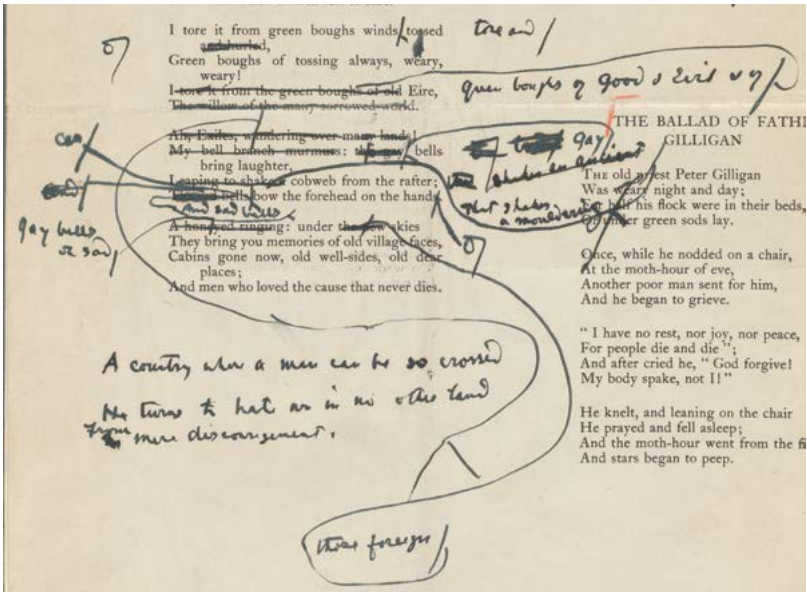 I tore it from green boughs winds tossed
and hurled,
Green boughs of tossing always, weary,
weary!
I tore it from the green boughs of old Eire,
The willow of the many-sorrowed world.
Ah, Exiles, wandering over many lands!
My bell branch murmurs: the gay bells
bring laughter,
Leaping to shake a cobweb from the rafter;
bells bow the forehead on the hands.
A honeyed ringing: under the new skies
They bring you memories of old village faces,
Cabins gone now, old well-sides, old dear
places;
And men who loved the cause that never dies.
tore and
green boughs of good & Evil
gay
shakes an ancient
that shakes
a mouldering
and sad bells
can
gay bells
or sad
A country where a man can be so crossed
He turns to hate as in no other land
From mere discouragement.
those foreign
THE BALLAD OF FATH
GILLIGAN
THE old priest Peter Gilligan
Was weary night and day;
For half his flock were in their beds,
Or under green sods lay.
Once, while he nodded on a chair,
At the moth-hour of eve,
Another poor man sent for him,
And he began to grieve.
" I have no rest, nor joy, nor peace,
For people die and die ";
And after cried he, " God forgive!
My body spake, not I! "
He knelt, and leaning on the chair
He prayed and fell asleep;
And the moth-hour went from the fi
And stars began to peep.